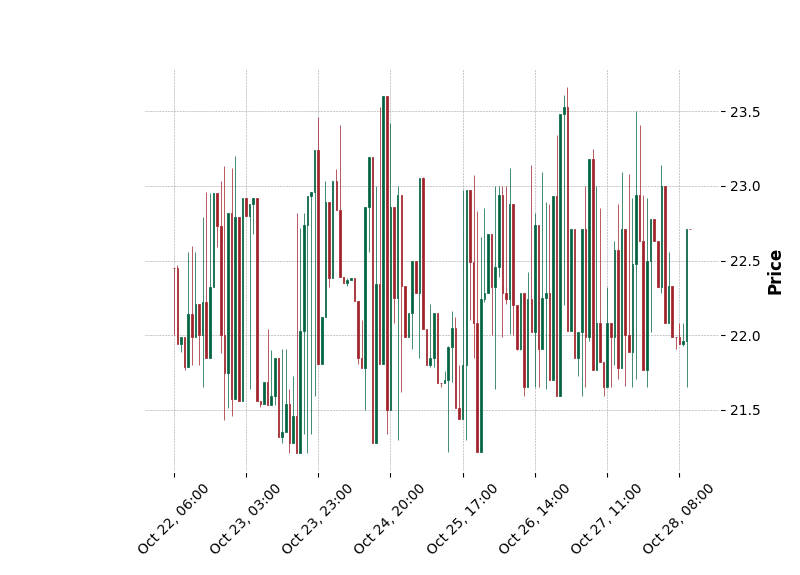 23.5
23.0
22.5
22.0
21.5
Price
Oct 22, 06:00
Oct 23, 03:00
Oct 23, 23:00
Oct 24, 20:00
Oct 25, 17:00
Oct 26, 14:00
Oct 27, 11:00
Oct 28, 08:00